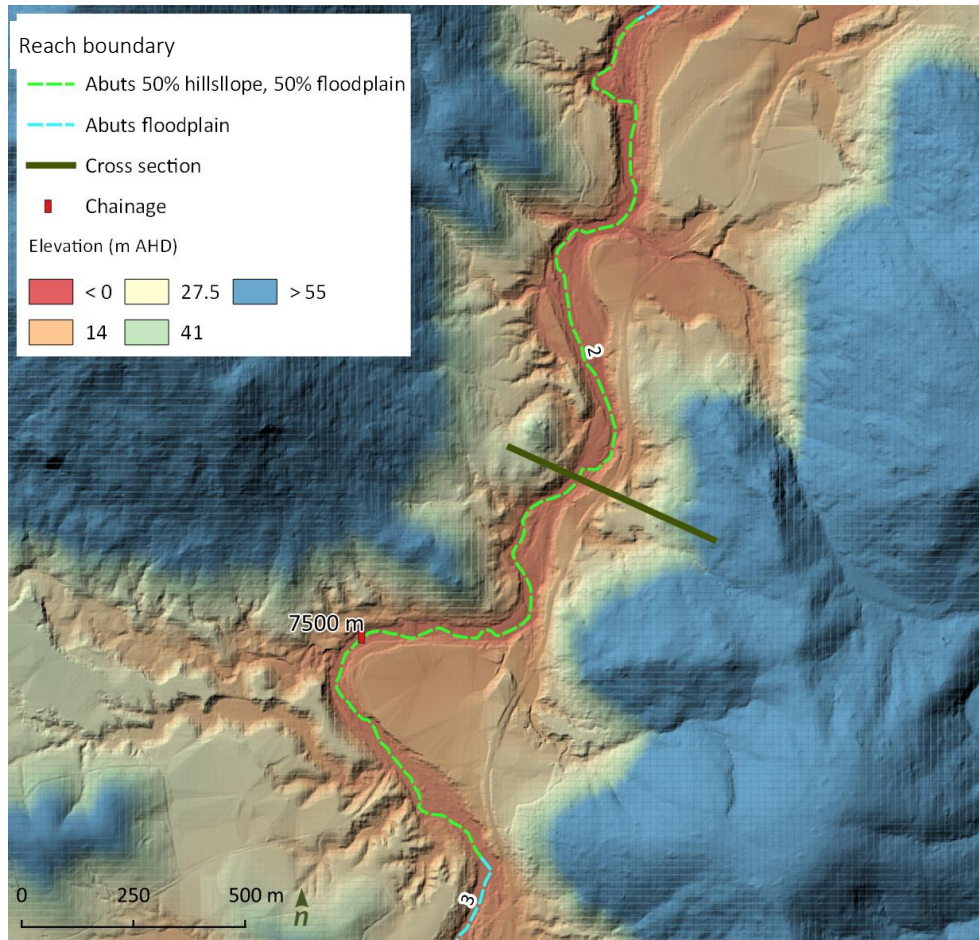 Reach boundary
Abuts 50% hillsllope, 50% floodplain
Abuts floodplain
Cross section
Chainage
Elevation (m AHD)
< 0 27.5 > 55
14 41
2
7500 m
3
0 250 500 m
n